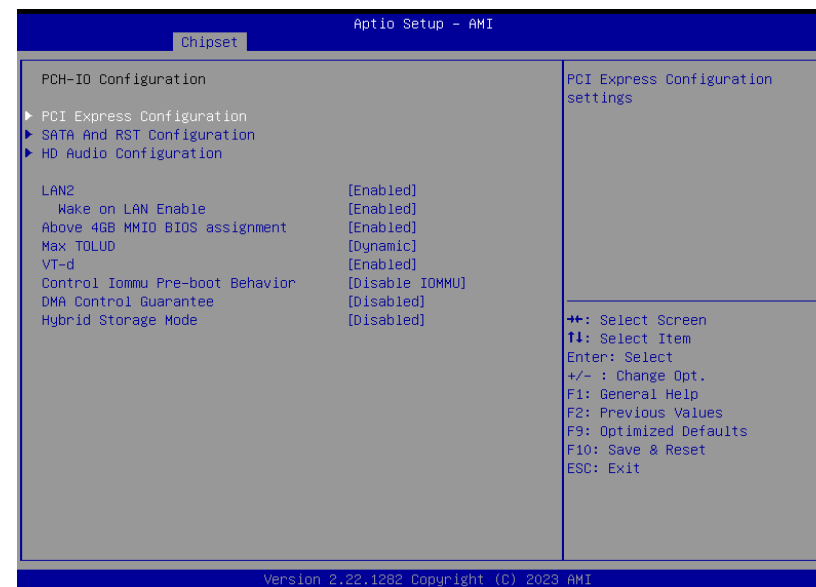 Aptio Setup – AMI
Chipset
PCH-IO Configuration
PCI Express Configuration
SATA And RST Configuration
HD Audio Configuration
LAN2 [Enabled]
Wake on LAN Enable [Enabled]
Above 4GB MMIO BIOS assignment [Enabled]
Max TOLUD [Dynamic]
VT-d [Enabled]
Control Iommu Pre-boot Behavior [Disable IOMMU]
DMA Control Guarantee [Disabled]
Hybrid Storage Mode [Disabled]
PCI Express Configuration
settings
→←: Select Screen
↑↓: Select Item
Enter: Select
+/- : Change Opt.
F1: General Help
F2: Previous Values
F9: Optimized Defaults
F10: Save & Reset
ESC: Exit
Version 2.22.1282 Copyright (C) 2023 AMI